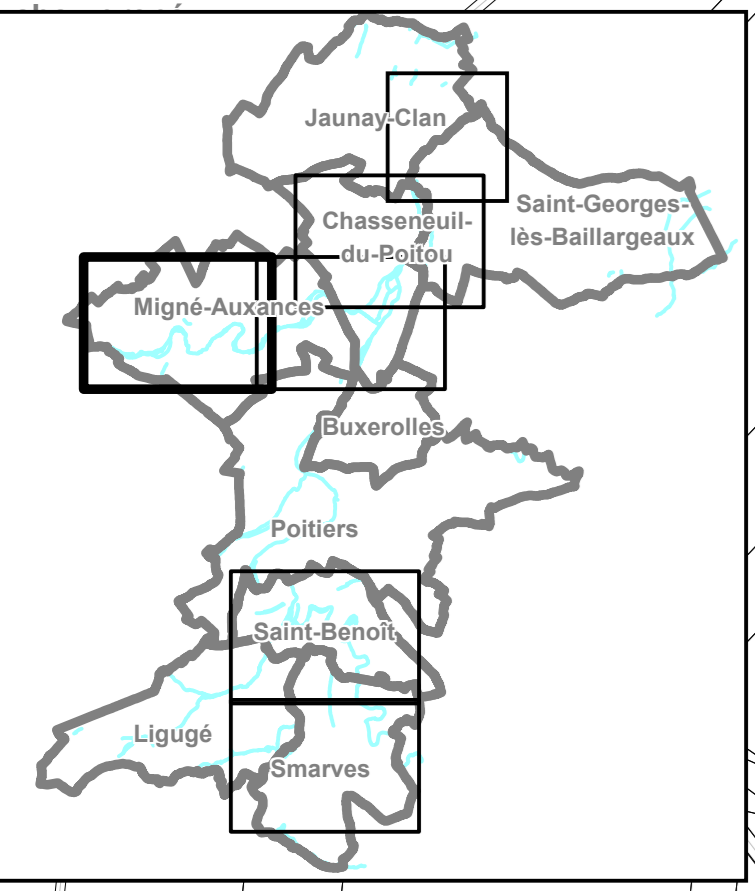 Jaunay-Clan
Saint-Georges-
lès-Baillargeaux
Chasseneuil-
du-Poitou
Migné-Auxances
Buxerolles
Poitiers
Saint-Benoît
Ligugé
Smarves